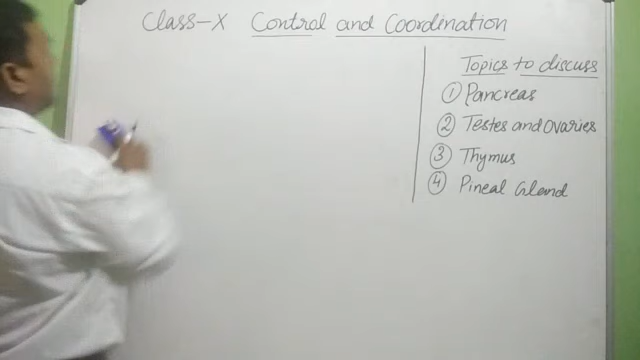 Class-X Control and Coordination
Topics to discuss
① Pancreas
② Testes and Ovaries
③ Thymus
④ Pineal Gland